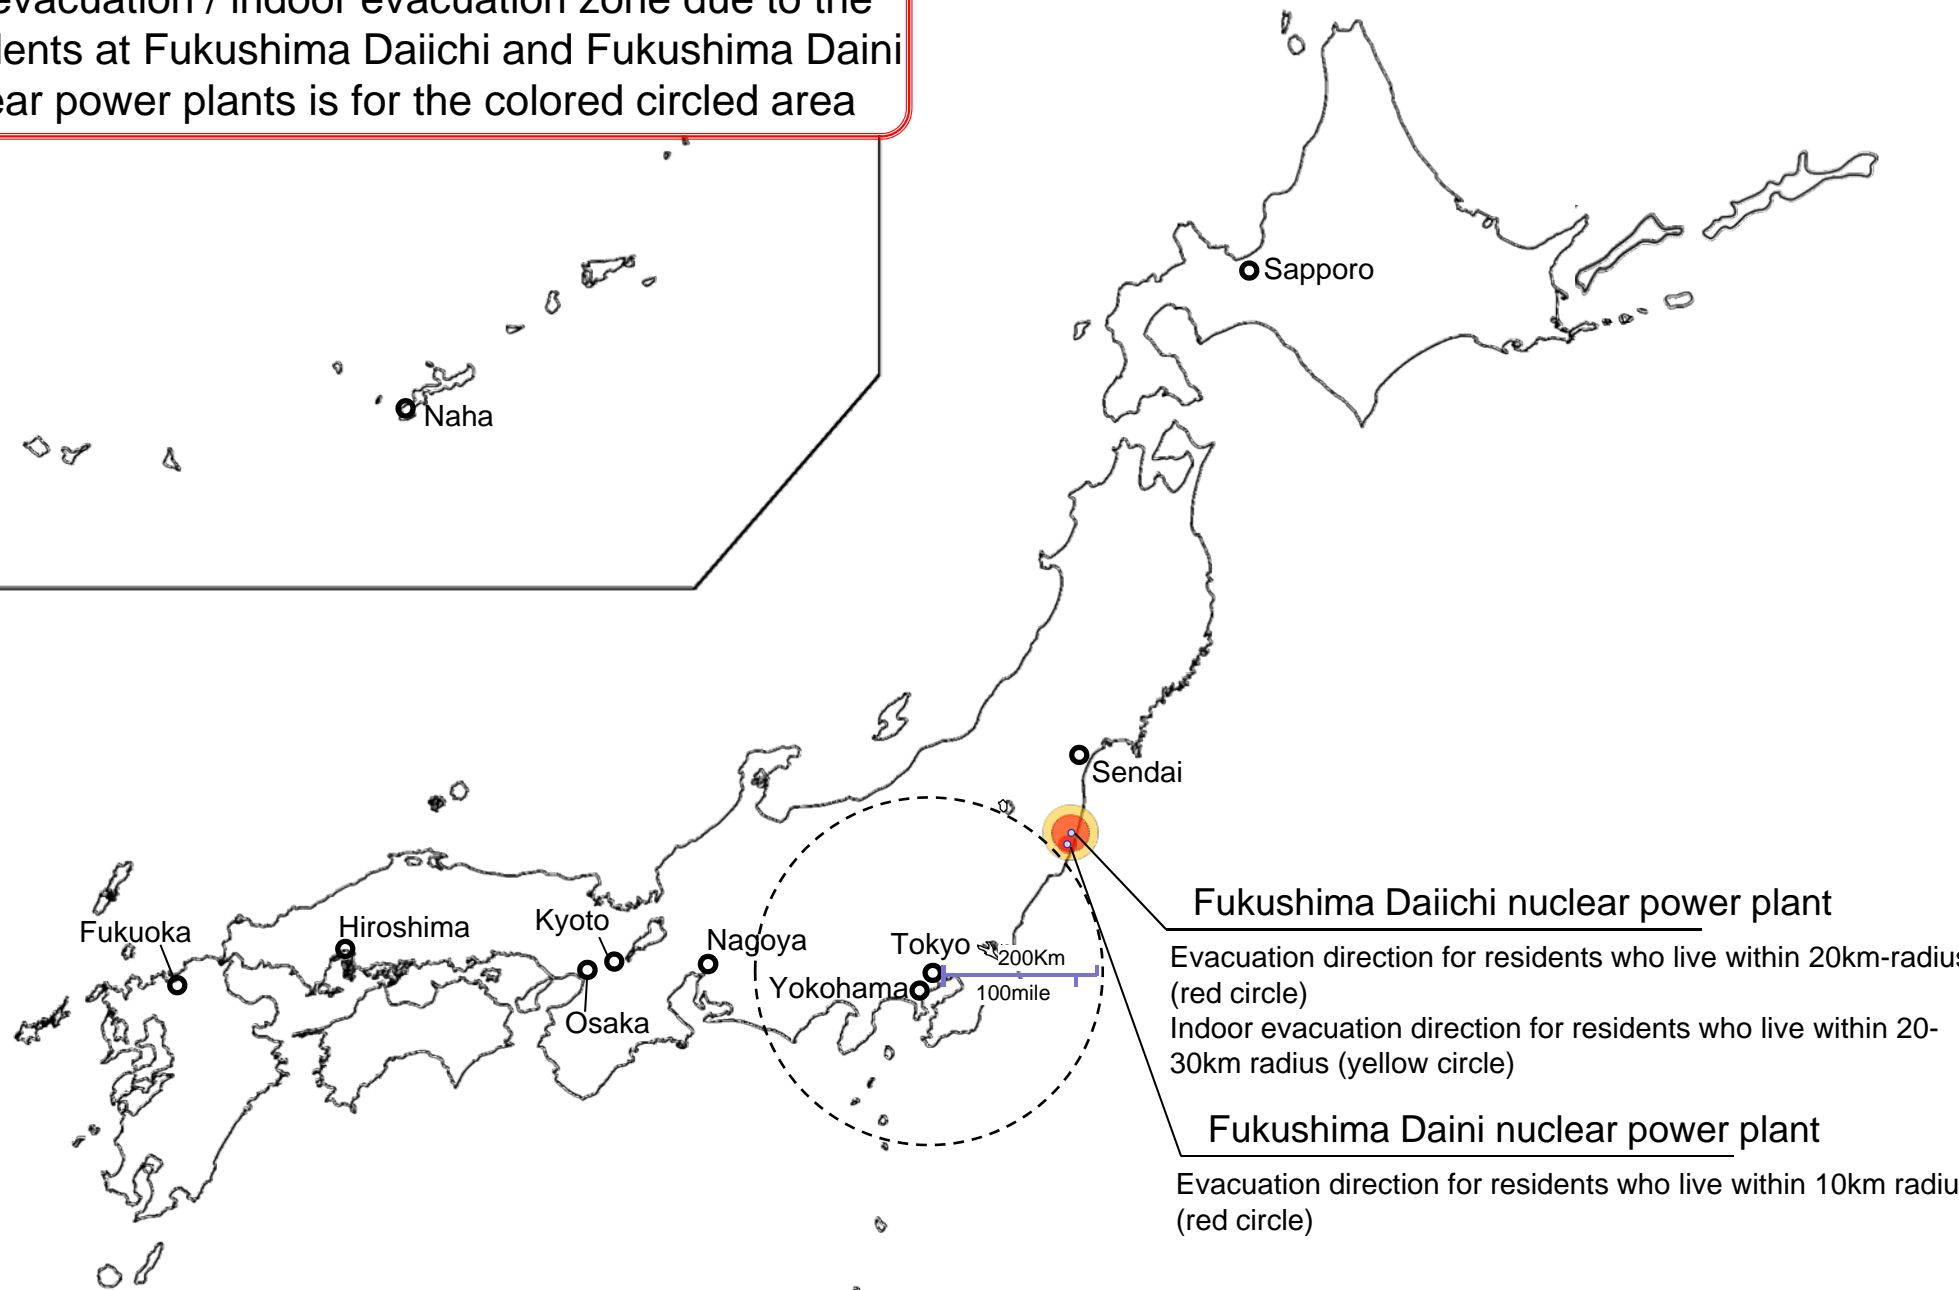 evacuation / indoor evacuation zone due to the
at Fukushima Daiichi and Fukushima Daini
power plants is for the colored circled area
Sapporo
Naha
Sendai
Fukushima Daiichi nuclear power plant
Evacuation direction for residents who live within 20km-radius
(red circle)
Indoor evacuation direction for residents who live within 20-
30km radius (yellow circle)
Fukushima Daini nuclear power plant
Evacuation direction for residents who live within 10km radiu
(red circle)
Fukuoka
Hiroshima
Kyoto
Osaka
Nagoya
Tokyo
Yokohama
200Km
100mile